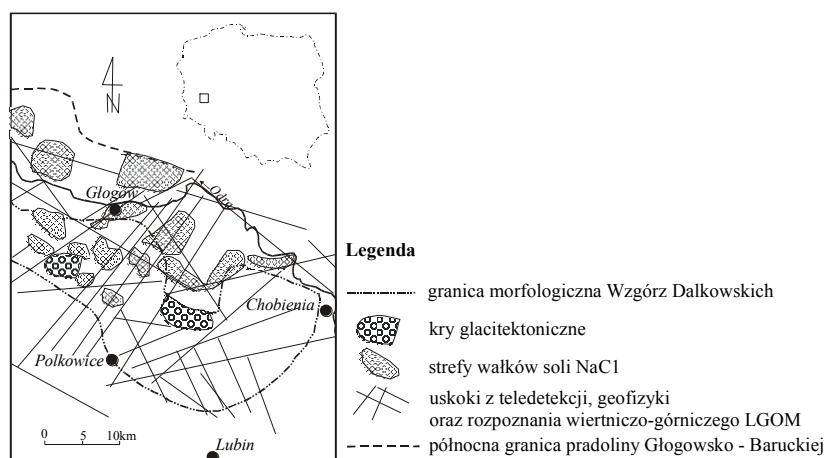 N
Odra
Głogów
Chobienia
Polkowice
0 5 10km
Lubin
Legenda
granica morfologiczna Wzgórz Dalkowskich
kry glacitektoniczne
strefy wałków soli NaC1
uskoki z teledetekcji, geofizyki
oraz rozpoznania wiertniczo-górniczego LGOM
północna granica pradoliny Głogowsko - Baruckiej